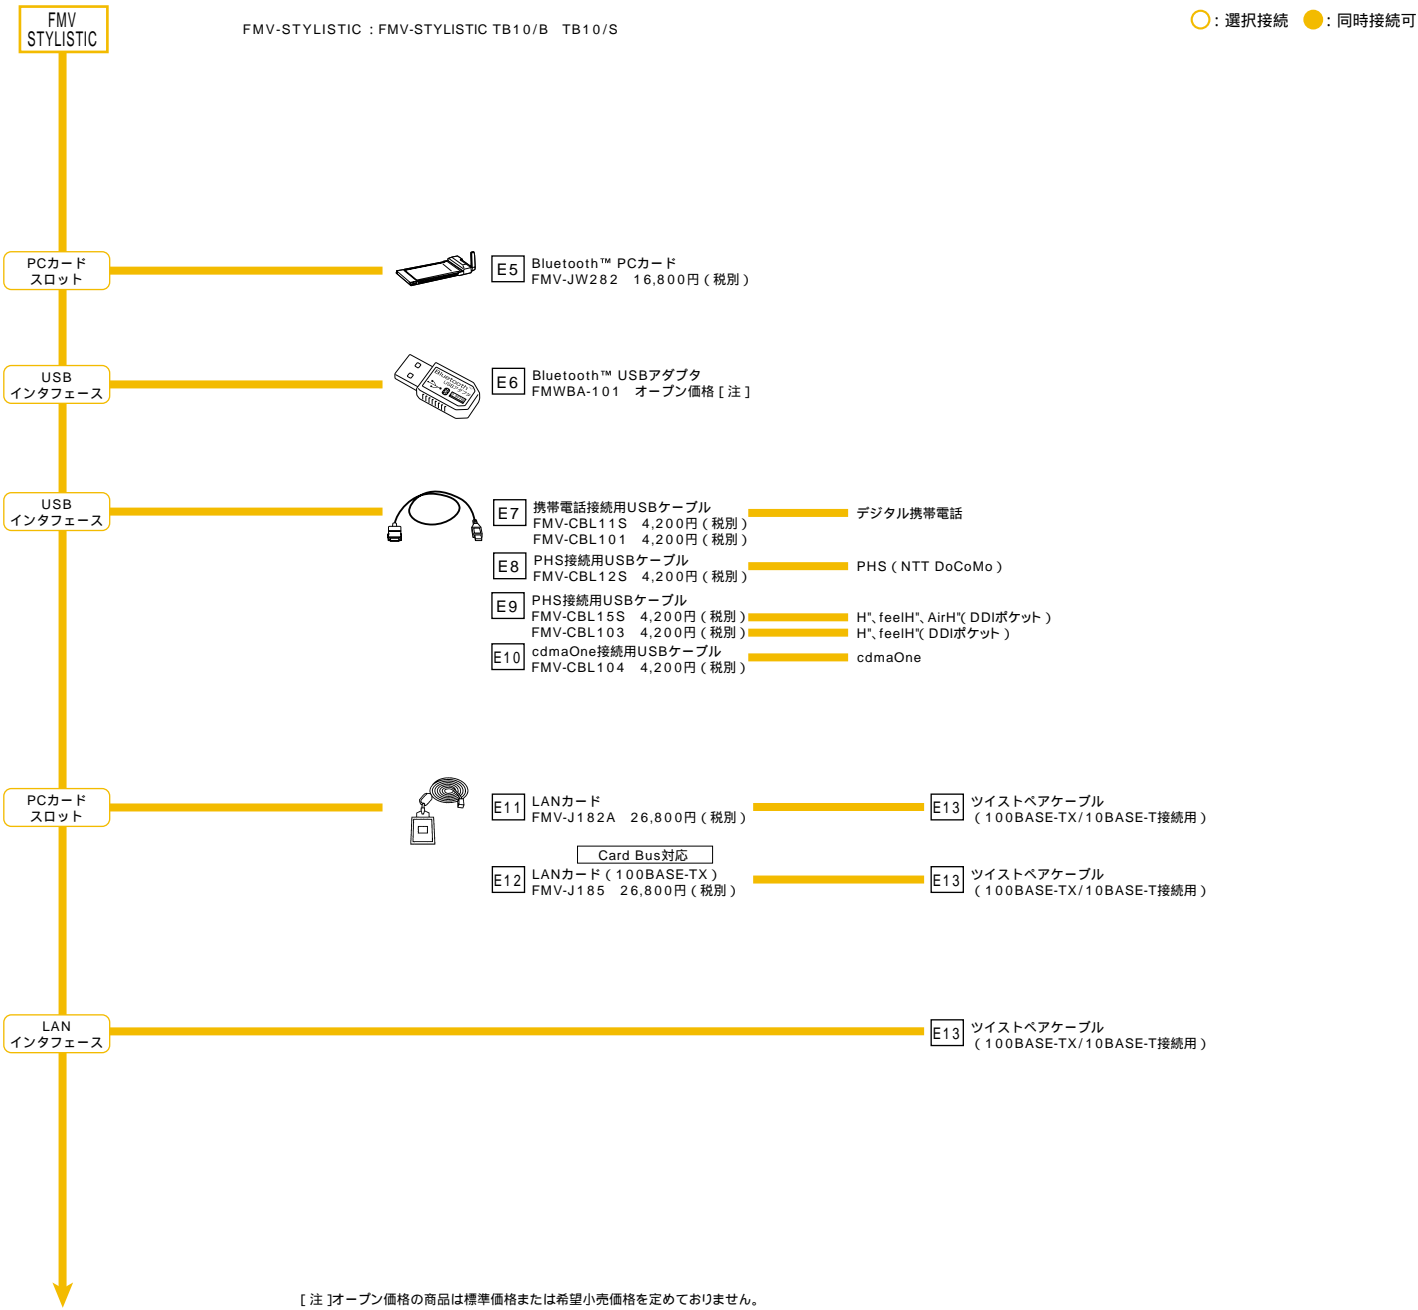 FMV
STYLISTIC
FMV-STYLISTIC：FMV-STYLISTIC TB10/B　TB10/S
：選択接続　：同時接続可
PCカード
スロット
E5
Bluetooth™ PCカード
FMV-JW282　16,800円（税別）
USB
インタフェース
Bluetooth
USBアダプタ
E6
Bluetooth™ USBアダプタ
FMWBA-101　オープン価格［注］
USB
インタフェース
E7
携帯電話接続用USBケーブル
FMV-CBL11S　4,200円（税別）
FMV-CBL101　4,200円（税別）
デジタル携帯電話
E8
PHS接続用USBケーブル
FMV-CBL12S　4,200円（税別）
PHS（NTT DoCoMo）
E9
PHS接続用USBケーブル
FMV-CBL15S　4,200円（税別）
H"、feelH"、AirH"（DDIポケット）
FMV-CBL103　4,200円（税別）
H"、feelH"（DDIポケット）
E10
cdmaOne接続用USBケーブル
FMV-CBL104　4,200円（税別）
cdmaOne
PCカード
スロット
E11
LANカード
FMV-J182A　26,800円（税別）
E13
ツイストペアケーブル
（100BASE-TX/10BASE-T接続用）
Card Bus対応
E12
LANカード（100BASE-TX）
FMV-J185　26,800円（税別）
E13
ツイストペアケーブル
（100BASE-TX/10BASE-T接続用）
LAN
インタフェース
E13
ツイストペアケーブル
（100BASE-TX/10BASE-T接続用）
［注］オープン価格の商品は標準価格または希望小売価格を定めておりません。